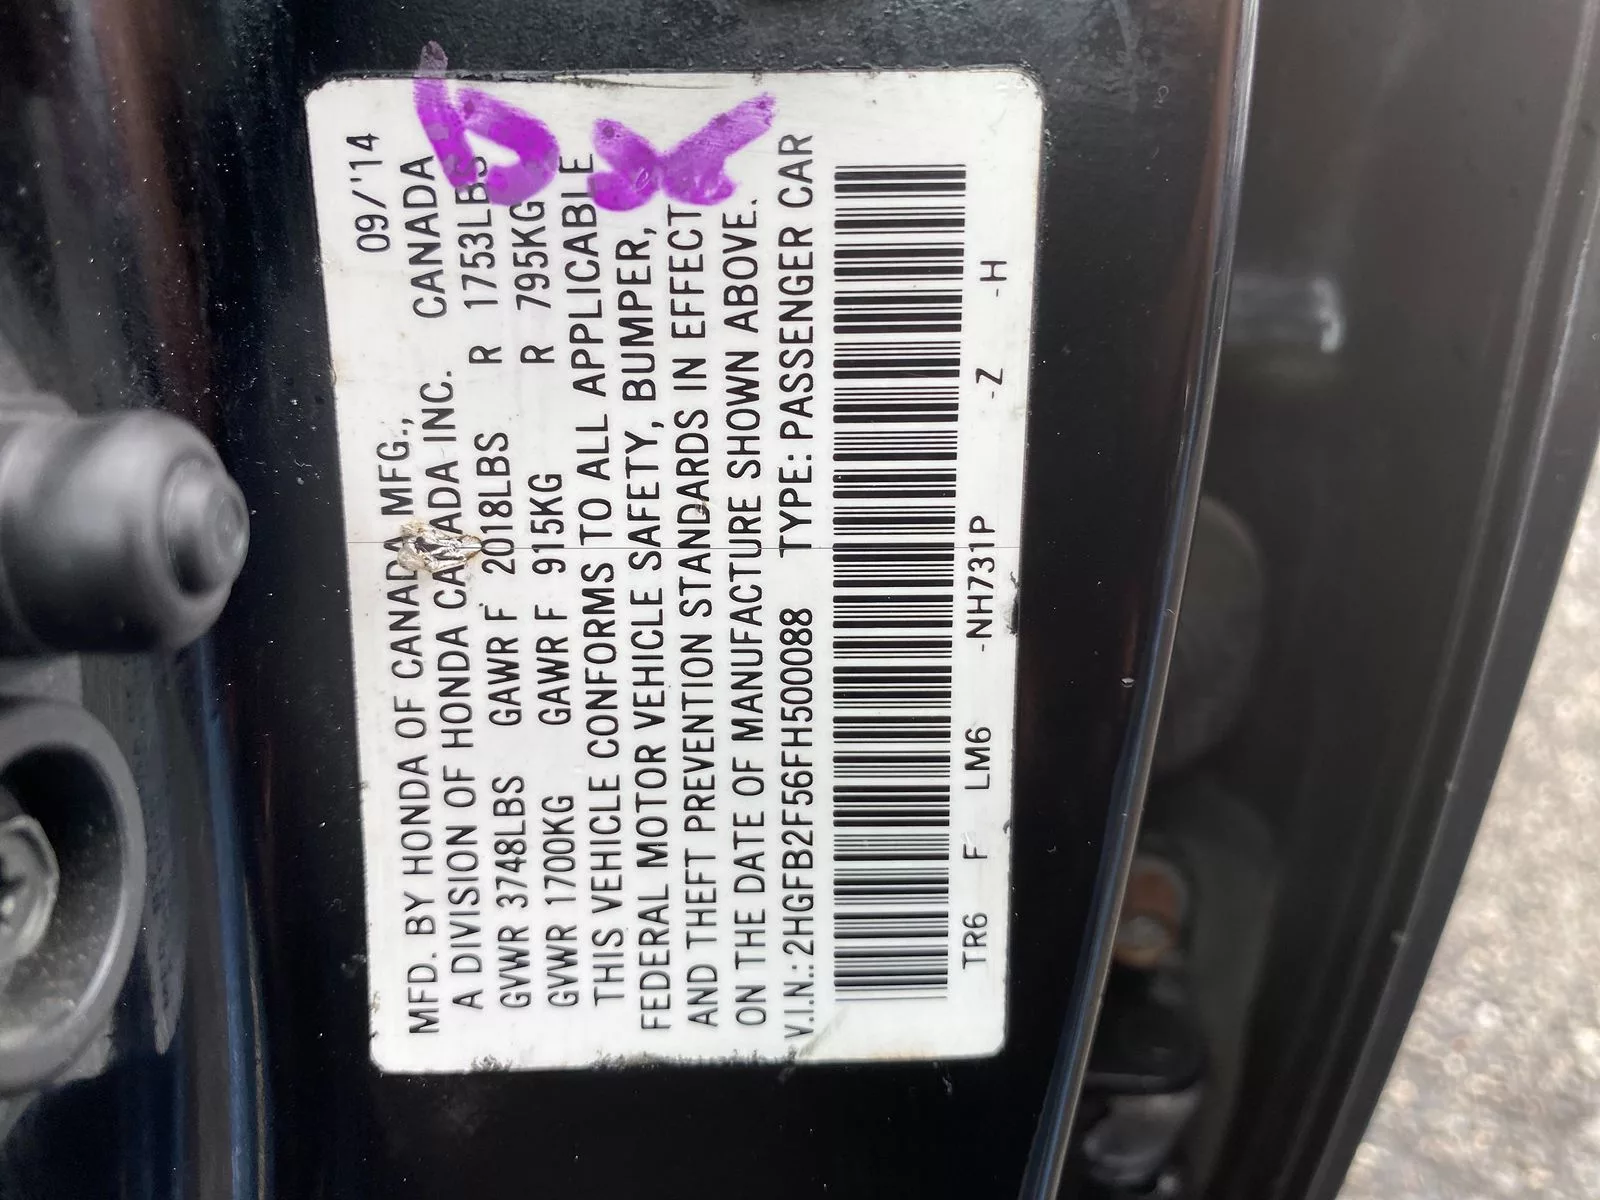 09/'14
MFD. BY HONDA OF CANADA MFG.,
A DIVISION OF HONDA CANADA INC. CANADA
GVWR 3748LBS GAWR F 2018LBS R 1753LBS
GVWR 1700KG GAWR F 915KG R 795KG
THIS VEHICLE CONFORMS TO ALL APPLICABLE
FEDERAL MOTOR VEHICLE SAFETY, BUMPER,
AND THEFT PREVENTION STANDARDS IN EFFECT
ON THE DATE OF MANUFACTURE SHOWN ABOVE.
V.I.N.: 2HGFB2F56FH500088 TYPE: PASSENGER CAR
TR6 F LM6 -NH731P -Z -H